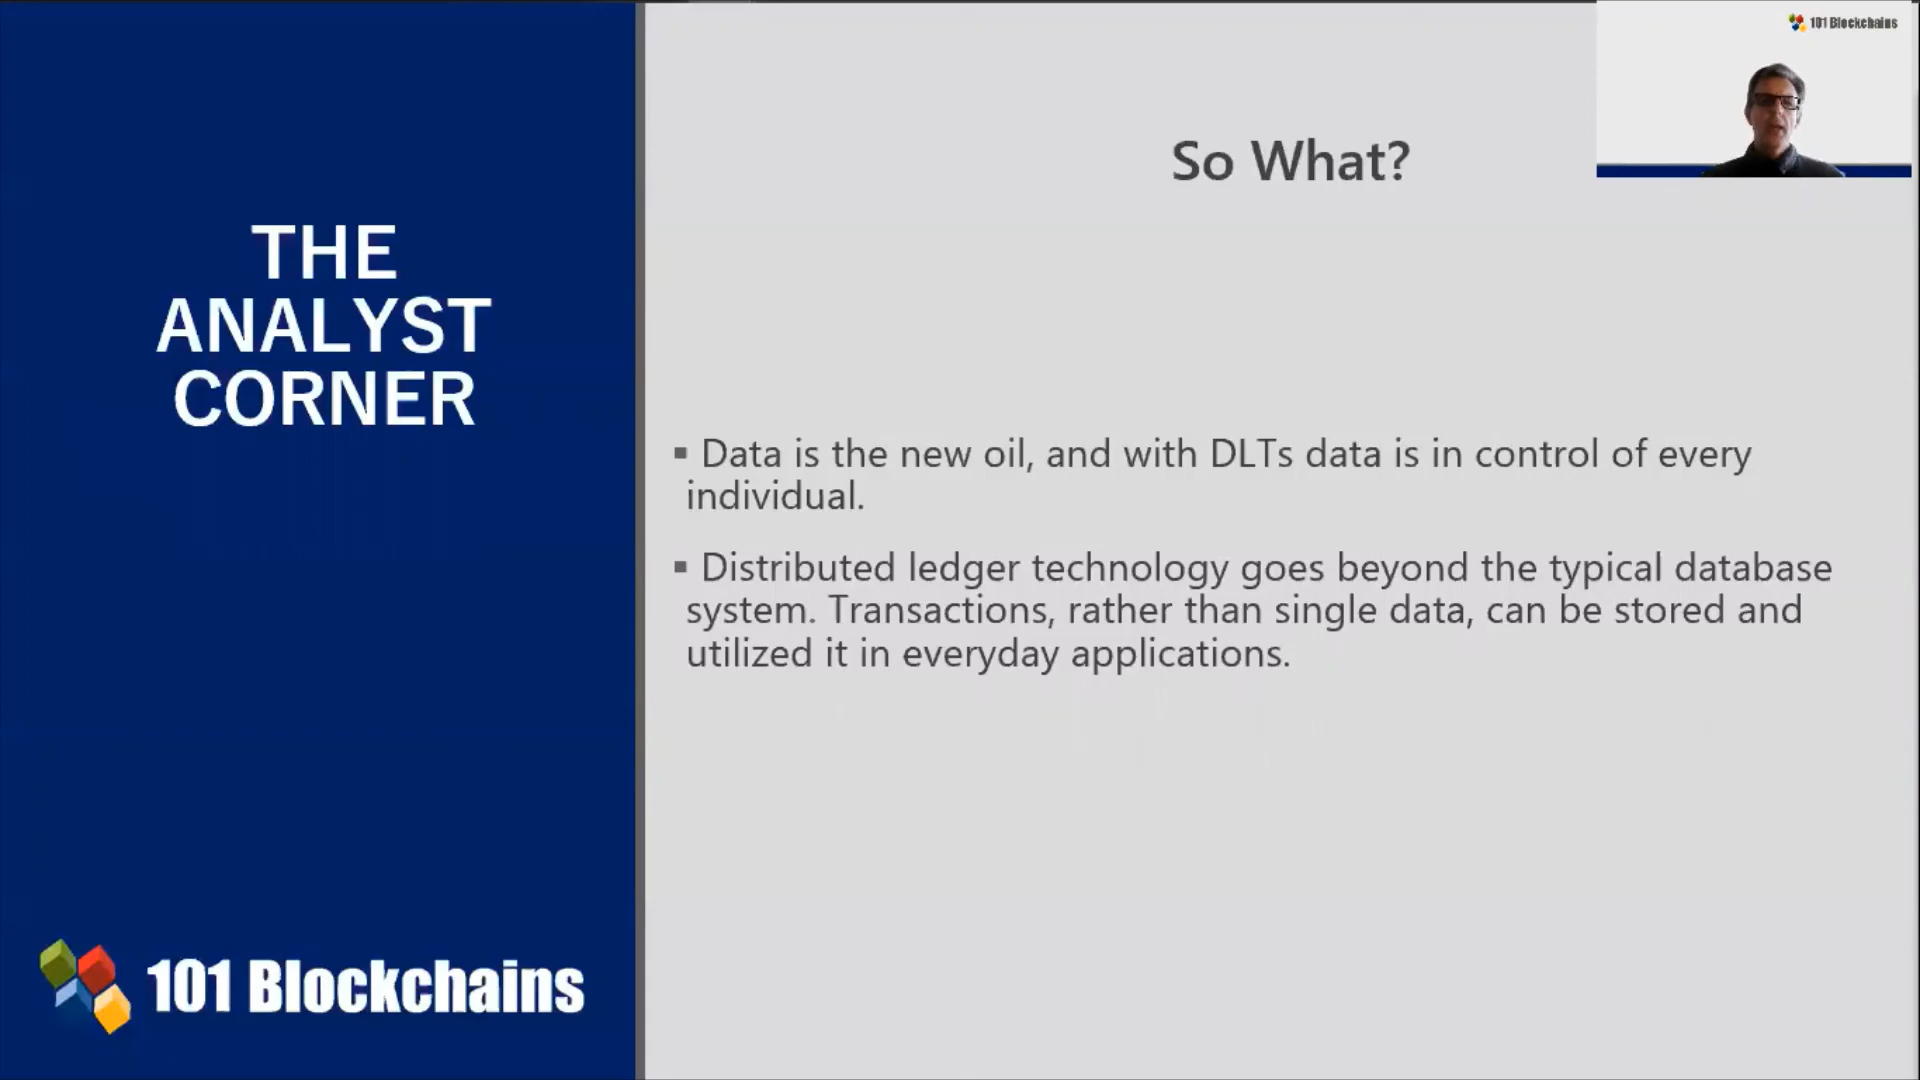 101 Blockchains
So What?
THE
ANALYST
CORNER
▪ Data is the new oil, and with DLTs data is in control of every
individual.
▪ Distributed ledger technology goes beyond the typical database
system. Transactions, rather than single data, can be stored and
utilized it in everyday applications.
101 Blockchains